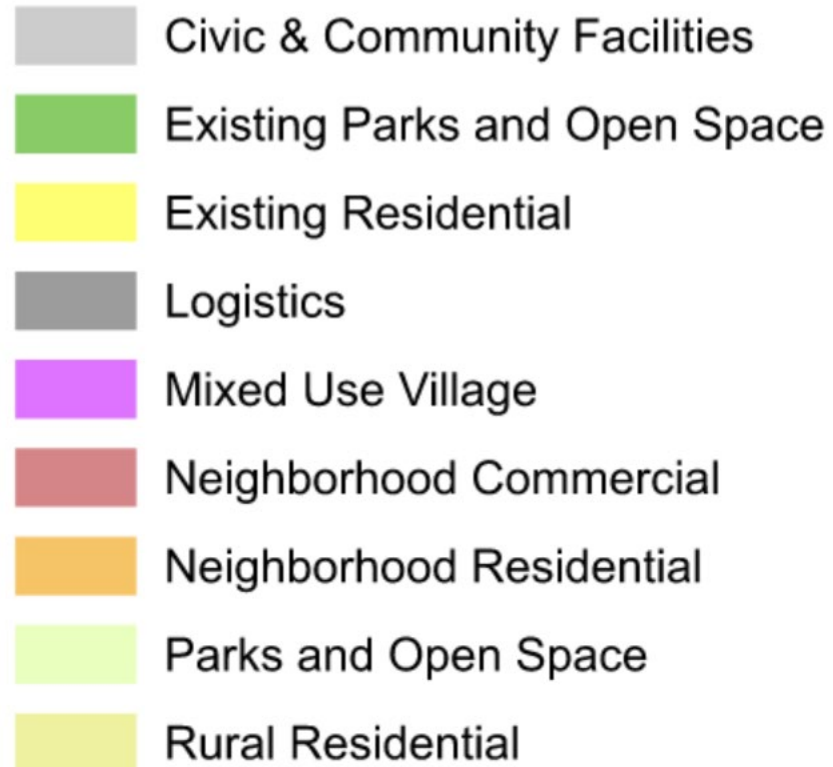 Civic & Community Facilities
Existing Parks and Open Space
Existing Residential
Logistics
Mixed Use Village
Neighborhood Commercial
Neighborhood Residential
Parks and Open Space
Rural Residential